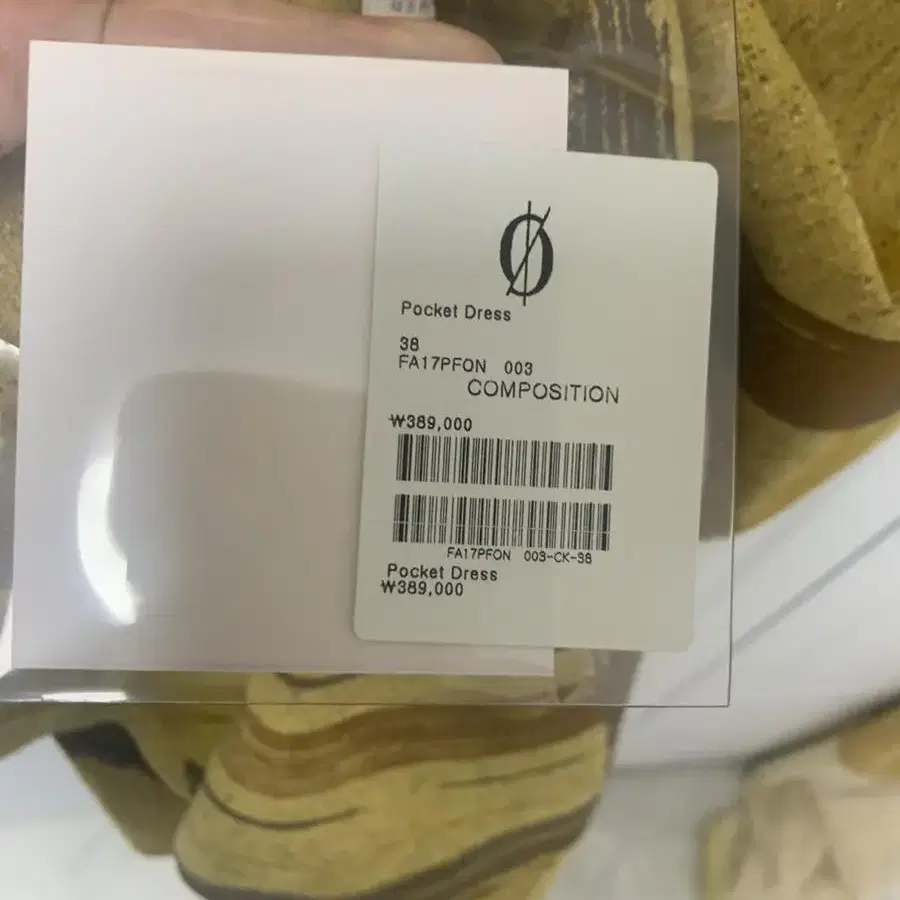 Ø
Pocket Dress
38
FA17PFON 003
COMPOSITION
₩389,000
FA17PFON 003-CK-38
Pocket Dress
₩389,000